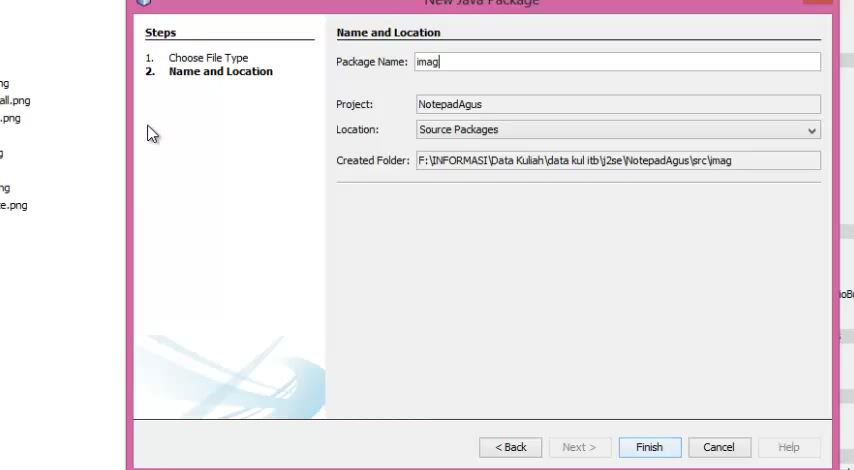 New Java Package
Steps
1. Choose File Type
2. Name and Location
Name and Location
Package Name: imag
Project: NotepadAgus
Location: Source Packages
Created Folder: F:\INFORMASI\Data Kuliah\data kul itb\j2se\NotepadAgus\src\imag
ng
all.png
.png
ng
e.png
< Back Next > Finish Cancel Help